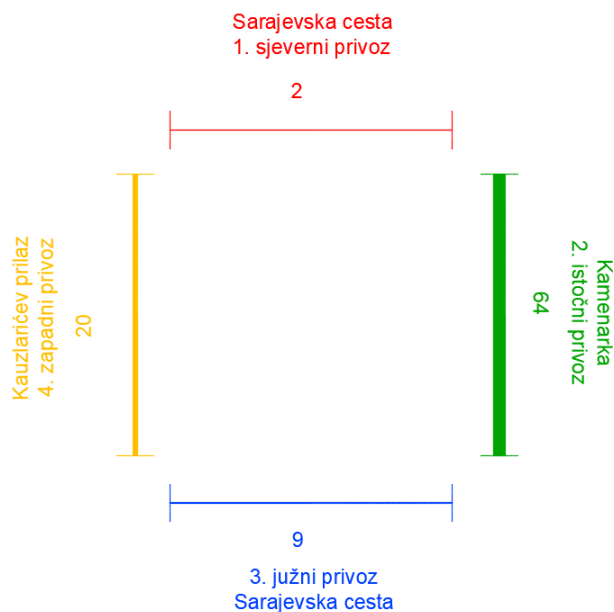 Sarajevska cesta
1. sjeverni privoz
2
Kauzlarićev prilaz
4. zapadni privoz
20
64
2. istočni privoz
Kamenarka
9
3. južni privoz
Sarajevska cesta